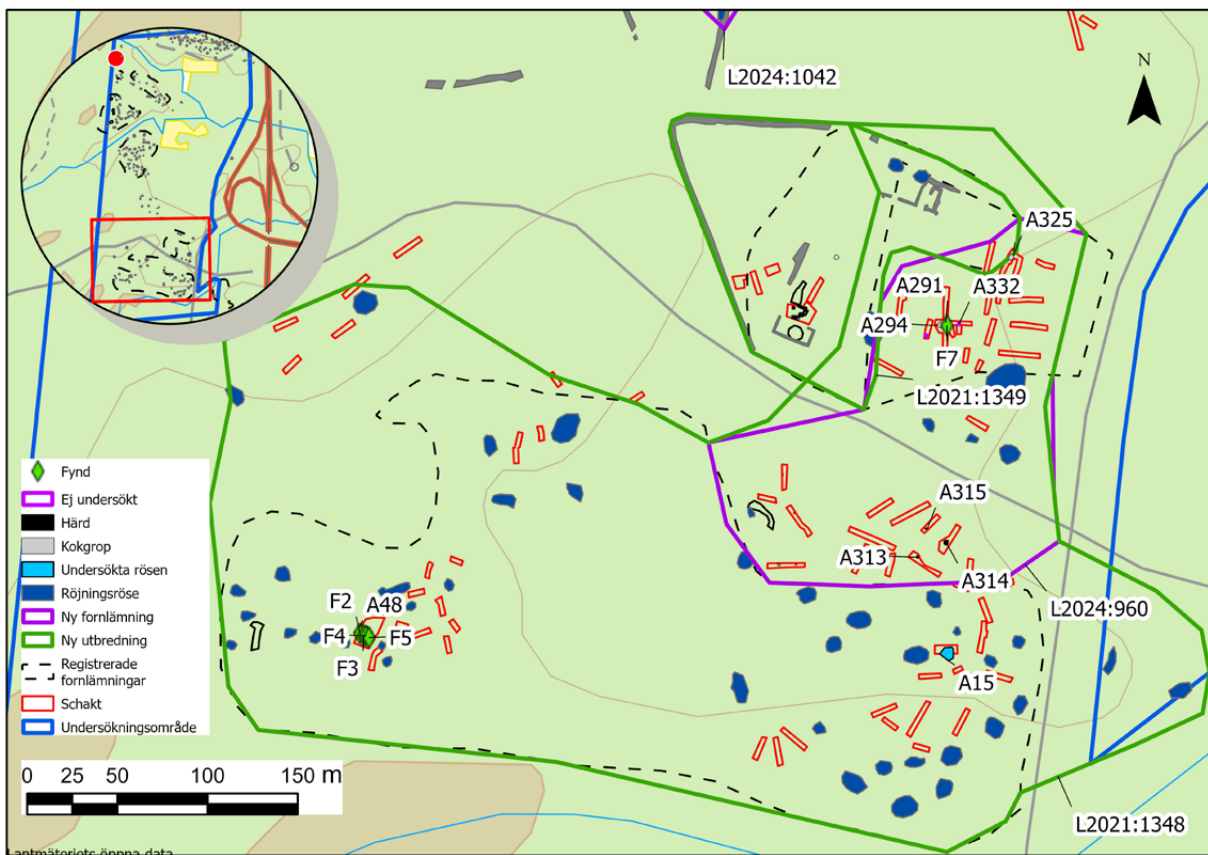 L2024:1042
N
A325
A291
A332
A294
F7
L2021:1349
Fynd
Ej undersökt
Härd
Kokgrop
Undersökta rösen
Röjningsröse
Ny fornlämning
Ny utbredning
Registrerade
fornlämningar
Schakt
Undersökningsområde
A315
A313
A314
L2024:960
F2
A48
F4
F5
F3
A15
0 25 50 100 150 m
L2021:1348
Lantmäteriets öppna data